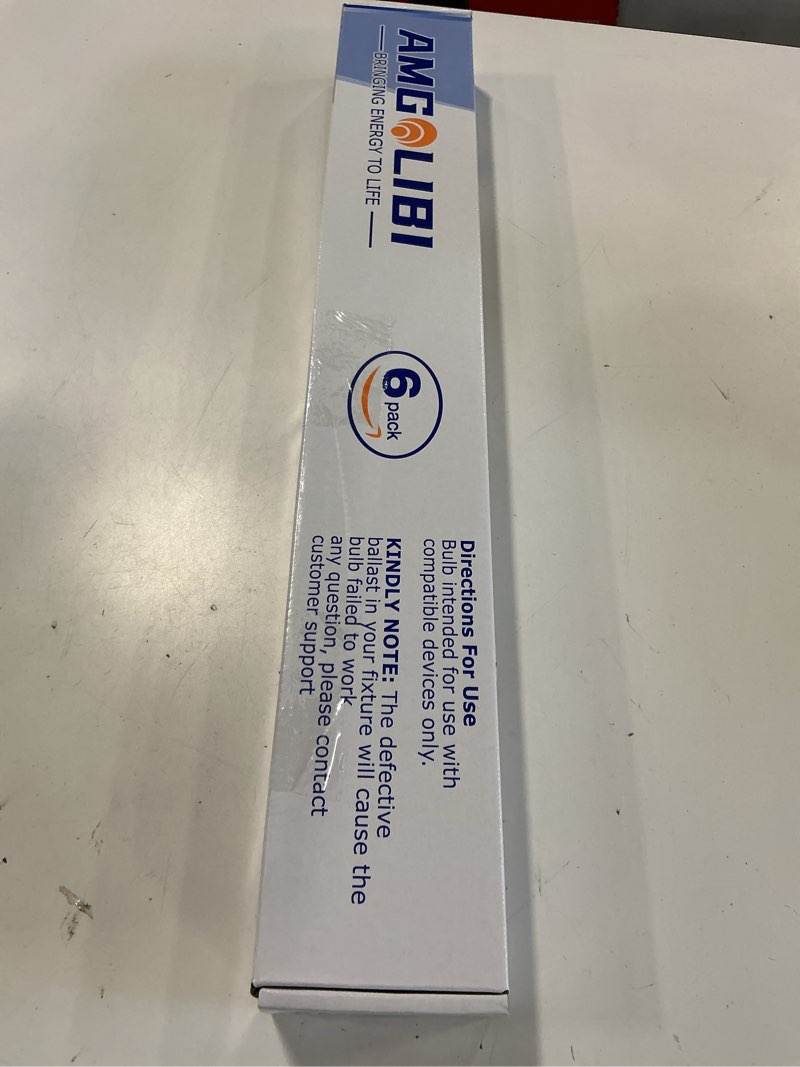 AMGOLIBI
BRINGING ENERGY TO LIFE
6 pack
Directions For Use
Bulb intended for use with
compatible devices only.
KINDLY NOTE: The defective
ballast in your fixture will cause the
bulb failed to work
any question, please contact
customer support